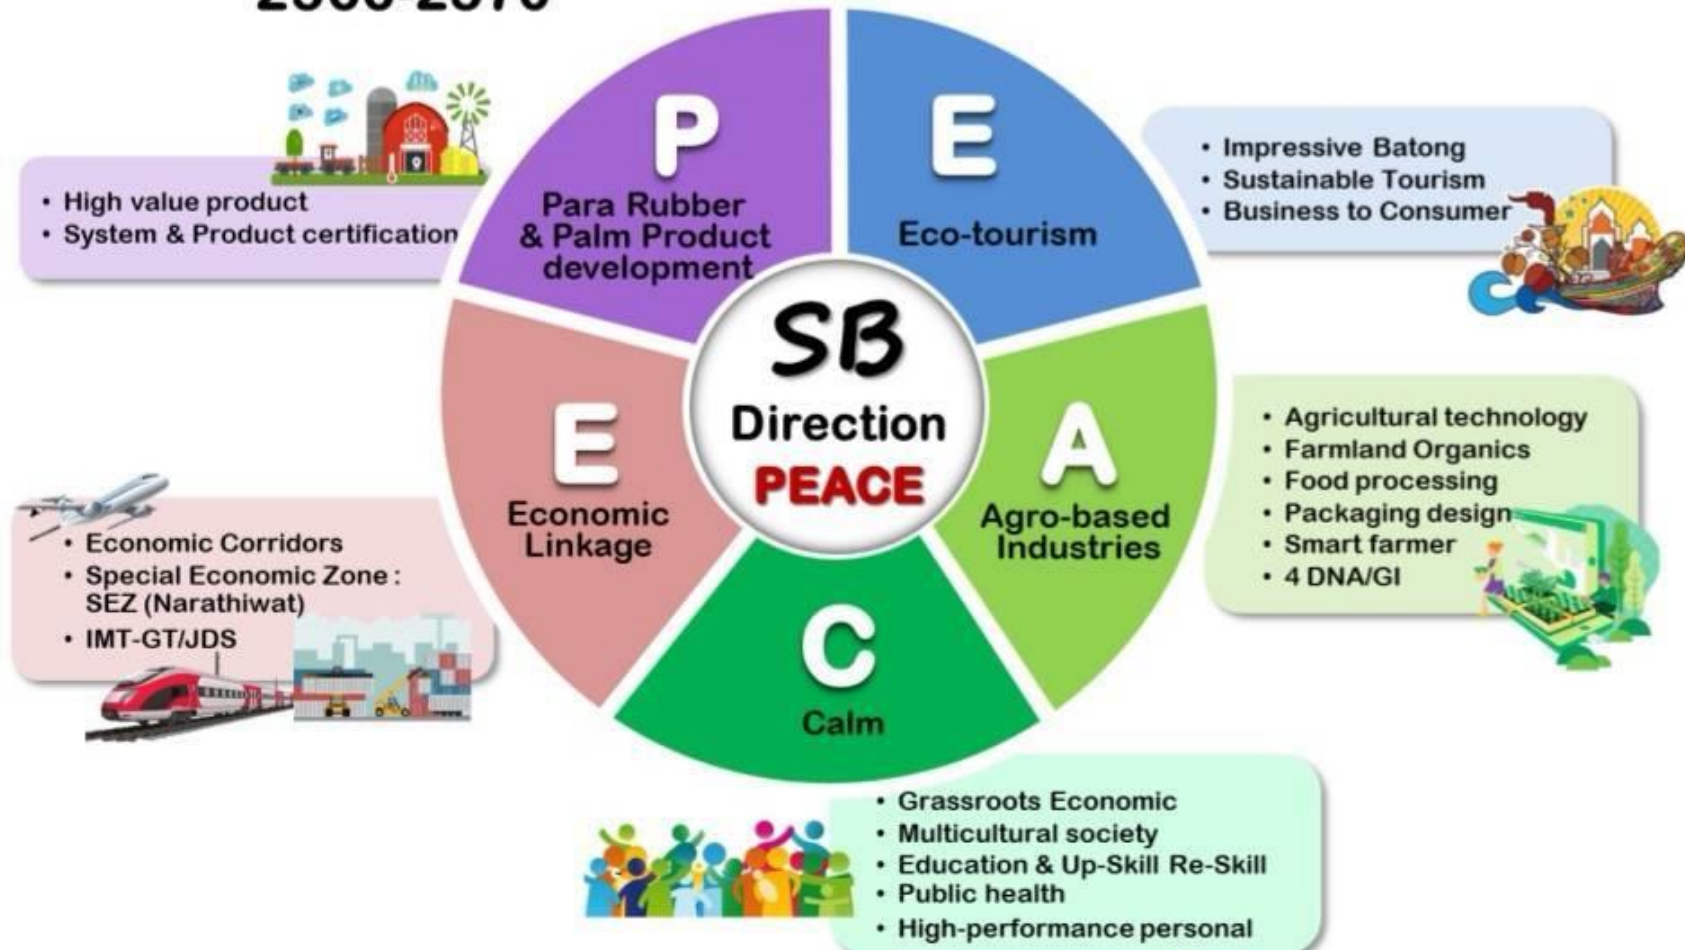 2566-2570
P
Para Rubber
& Palm Product
development
E
Eco-tourism
A
Agro-based
Industries
C
Calm
E
Economic
Linkage
SB
Direction
PEACE
• High value product
• System & Product certification
• Impressive Batong
• Sustainable Tourism
• Business to Consumer
• Agricultural technology
• Farmland Organics
• Food processing
• Packaging design
• Smart farmer
• 4 DNA/GI
• Grassroots Economic
• Multicultural society
• Education & Up-Skill Re-Skill
• Public health
• High-performance personal
• Economic Corridors
• Special Economic Zone :
SEZ (Narathiwat)
• IMT-GT/JDS